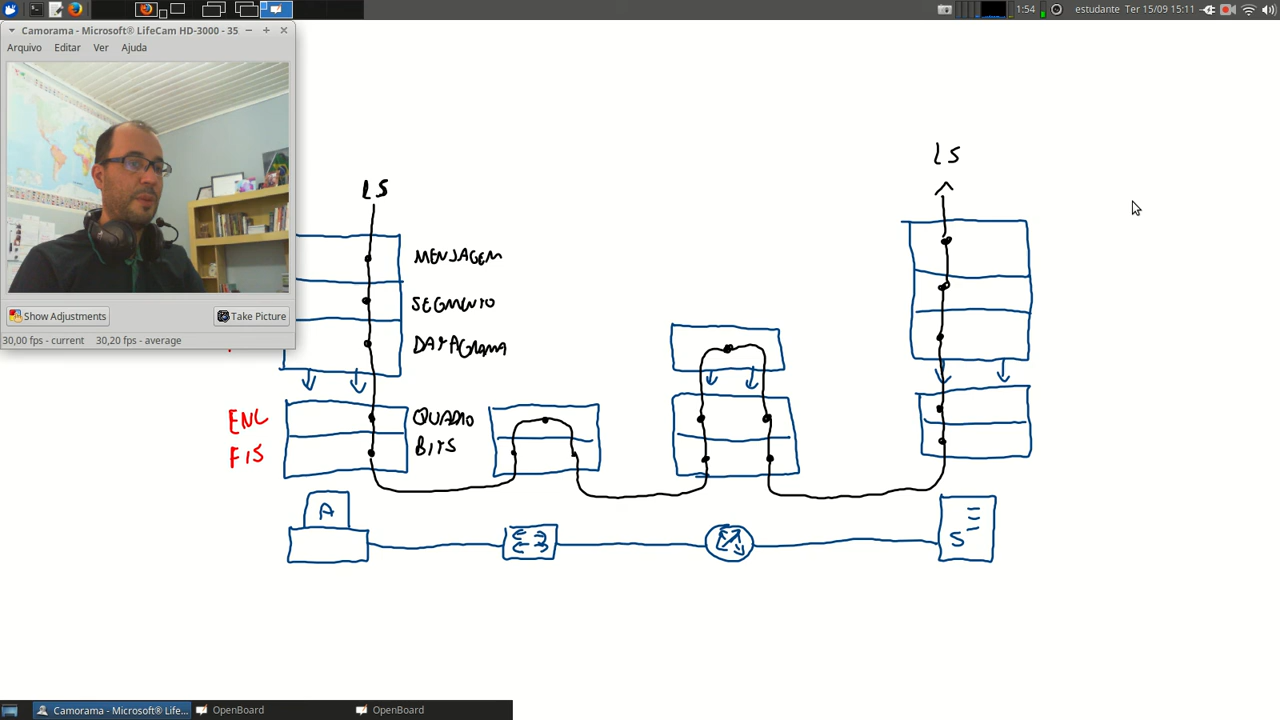 1:54
estudante
Ter 15/09 15:11
Camorama - Microsoft® LifeCam HD-3000 - 35
Arquivo Editar Ver Ajuda
Show Adjustments
Take Picture
30,00 fps - current 30,20 fps - average
LS
LS
MENSAGEM
SEGMENTO
DATAGRAMA
ENL
QUADRO
FIS
BITS
A
S
Camorama - Microsoft® Life...
OpenBoard
OpenBoard